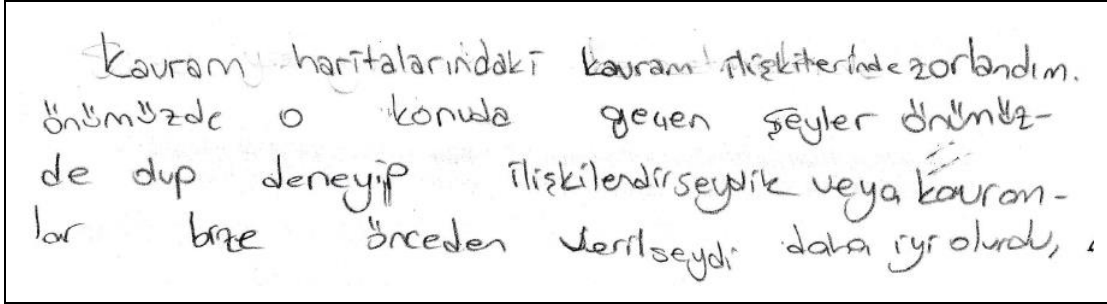 Kavram haritalarındaki kavram ilişkilerinde zorlandım.
önümüzde o konuda geçen şeyler önümüz-
de olup deneyip ilişkilendirseydik veya kavram-
lar bize önceden verilseydi daha iyi olurdu,